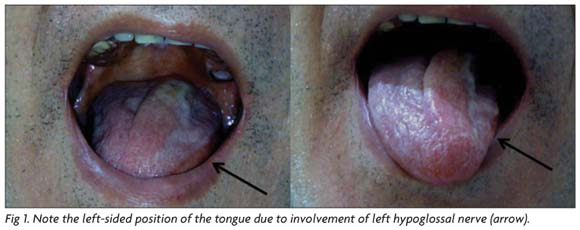 Fig 1. Note the left-sided position of the tongue due to involvement of left hypoglossal nerve (arrow).